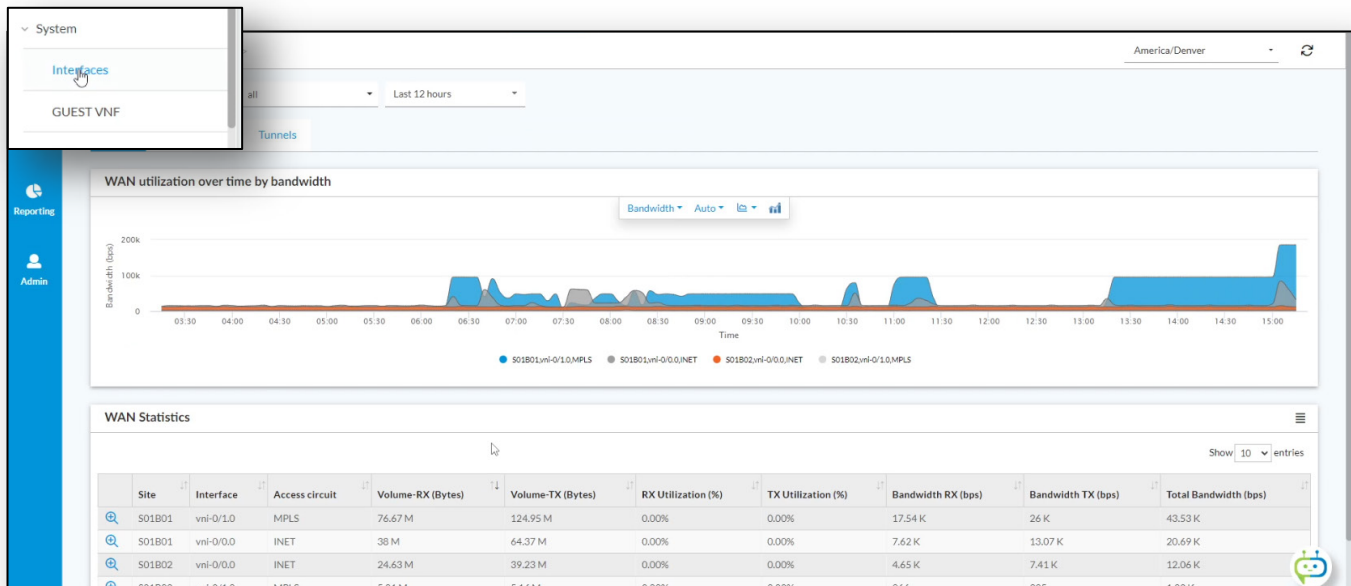 System
Interfaces
GUEST VNF
America/Denver
all
Last 12 hours
Tunnels
Reporting
Admin
WAN utilization over time by bandwidth
Bandwidth Auto
Bandwidth (bps)
200k
100k
0
03:30 04:00 04:30 05:00 05:30 06:00 06:30 07:00 07:30 08:00 08:30 09:00 09:30 10:00 10:30 11:00 11:30 12:00 12:30 13:00 13:30 14:00 14:30 15:00
Time
S01B01,vni-0/1.0,MPLS S01B01,vni-0/0.0,INET S01B02,vni-0/0.0,INET S01B02,vni-0/1.0,MPLS
WAN Statistics
Show 10 entries
Site Interface Access circuit Volume-RX (Bytes) Volume-TX (Bytes) RX Utilization (%) TX Utilization (%) Bandwidth RX (bps) Bandwidth TX (bps) Total Bandwidth (bps)
S01B01 vni-0/1.0 MPLS 76.67 M 124.95 M 0.00% 0.00% 17.54 K 26 K 43.53 K
S01B01 vni-0/0.0 INET 38 M 64.37 M 0.00% 0.00% 7.62 K 13.07 K 20.69 K
S01B02 vni-0/0.0 INET 24.63 M 39.23 M 0.00% 0.00% 4.65 K 7.41 K 12.06 K